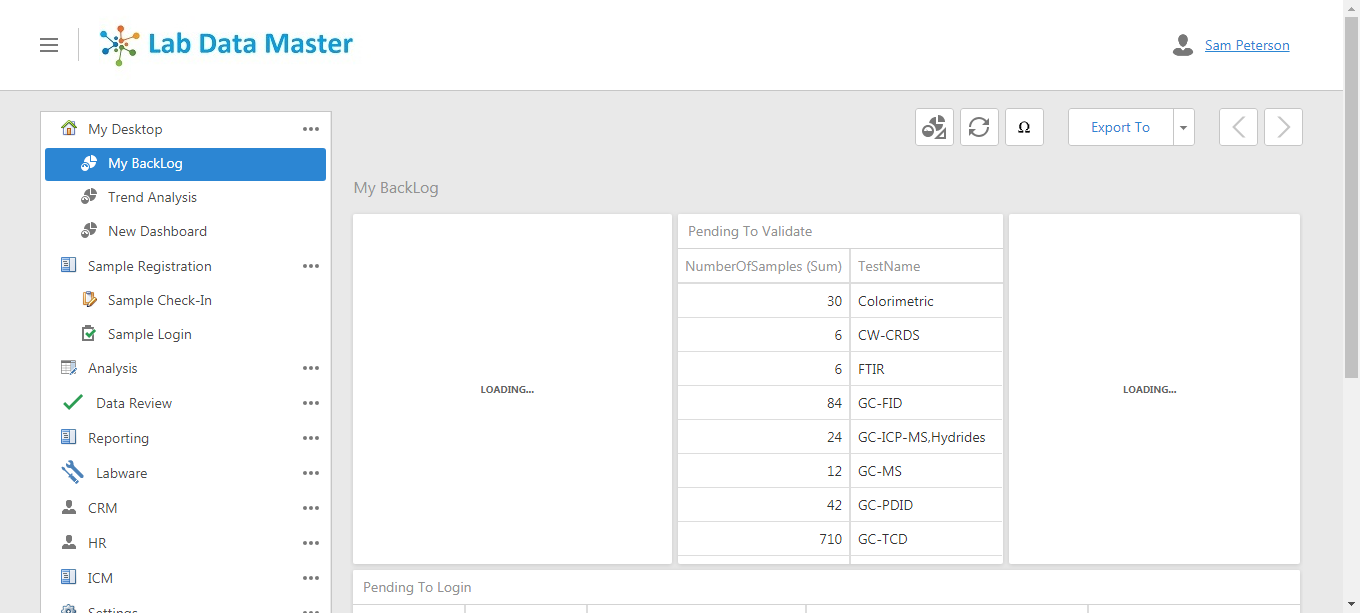 Lab Data Master
Sam Peterson
My Desktop
My BackLog
Trend Analysis
New Dashboard
Sample Registration
Sample Check-In
Sample Login
Analysis
Data Review
Reporting
Labware
CRM
HR
ICM
Settings
Ω
Export To
My BackLog
LOADING...
Pending To Validate
NumberOfSamples (Sum) TestName
30 Colorimetric
6 CW-CRDS
6 FTIR
84 GC-FID
24 GC-ICP-MS,Hydrides
12 GC-MS
42 GC-PDID
710 GC-TCD
LOADING...
Pending To Login